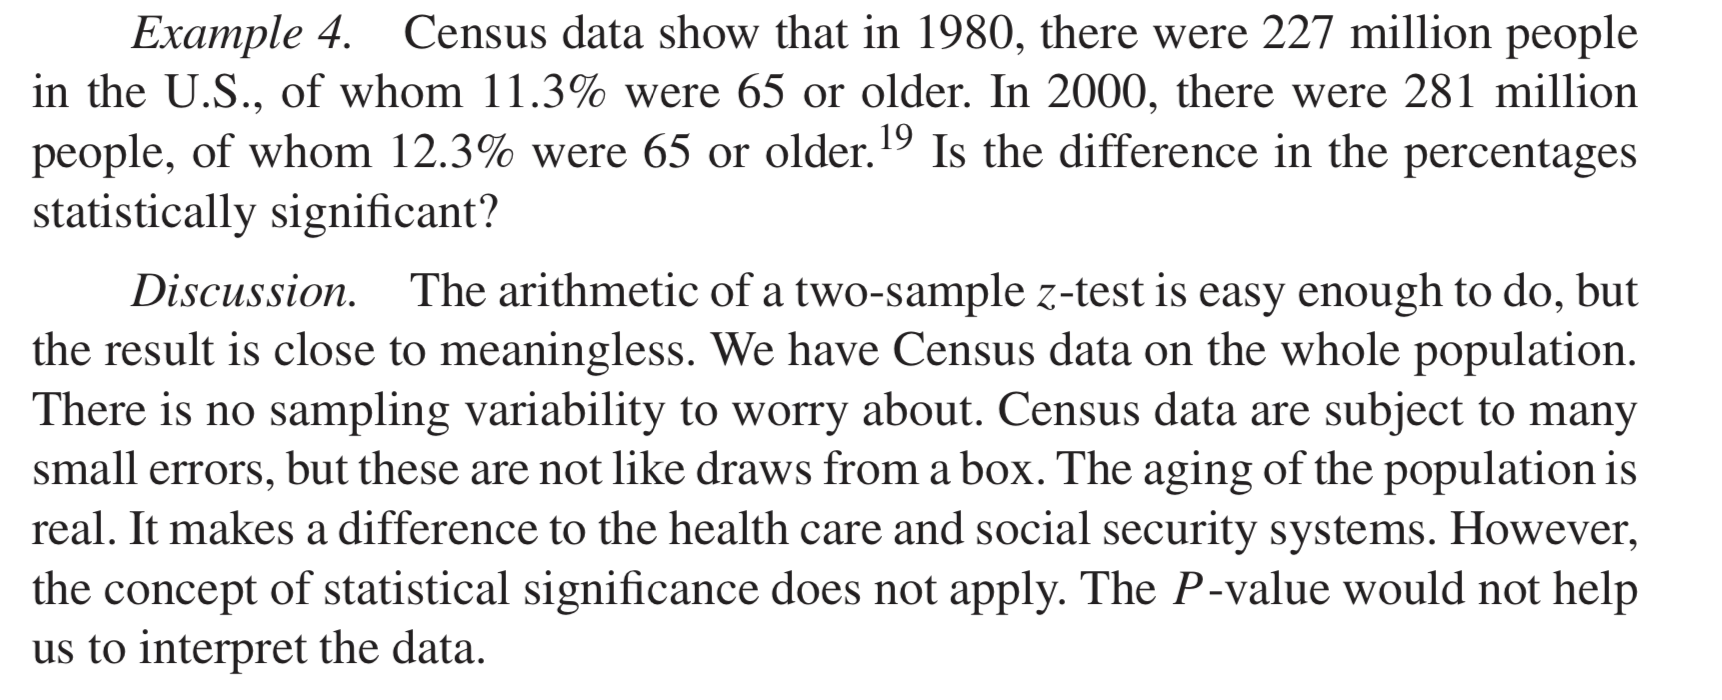 Example 4. Census data show that in 1980, there were 227 million people
in the U.S., of whom 11.3% were 65 or older. In 2000, there were 281 million
people, of whom 12.3% were 65 or older.19 Is the difference in the percentages
statistically significant?
Discussion. The arithmetic of a two-sample z-test is easy enough to do, but
the result is close to meaningless. We have Census data on the whole population.
There is no sampling variability to worry about. Census data are subject to many
small errors, but these are not like draws from a box. The aging of the population is
real. It makes a difference to the health care and social security systems. However,
the concept of statistical significance does not apply. The P-value would not help
us to interpret the data.